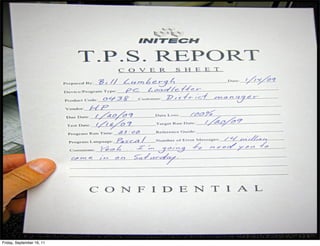 INITECH
T.P.S. REPORT
COVER SHEET
Prepared By: Bill Lumbergh Date: 1/19/09
Device/Program Type: PC Loadletter
Product Code: 0438 Customer: District manager
Vendor: HP
Due Date: 1/20/09 Data Loss: 100%
Test Date: 1/16/09 Target Run Date: 1/20/09
Program Run Time: 21:00 Reference Guide:
Program Language: Pascal Number of Error Messages: 14 million
Comments: Yeah I'm going to need you to
come in on Saturday.
CONFIDENTIAL
Friday, September 16, 11